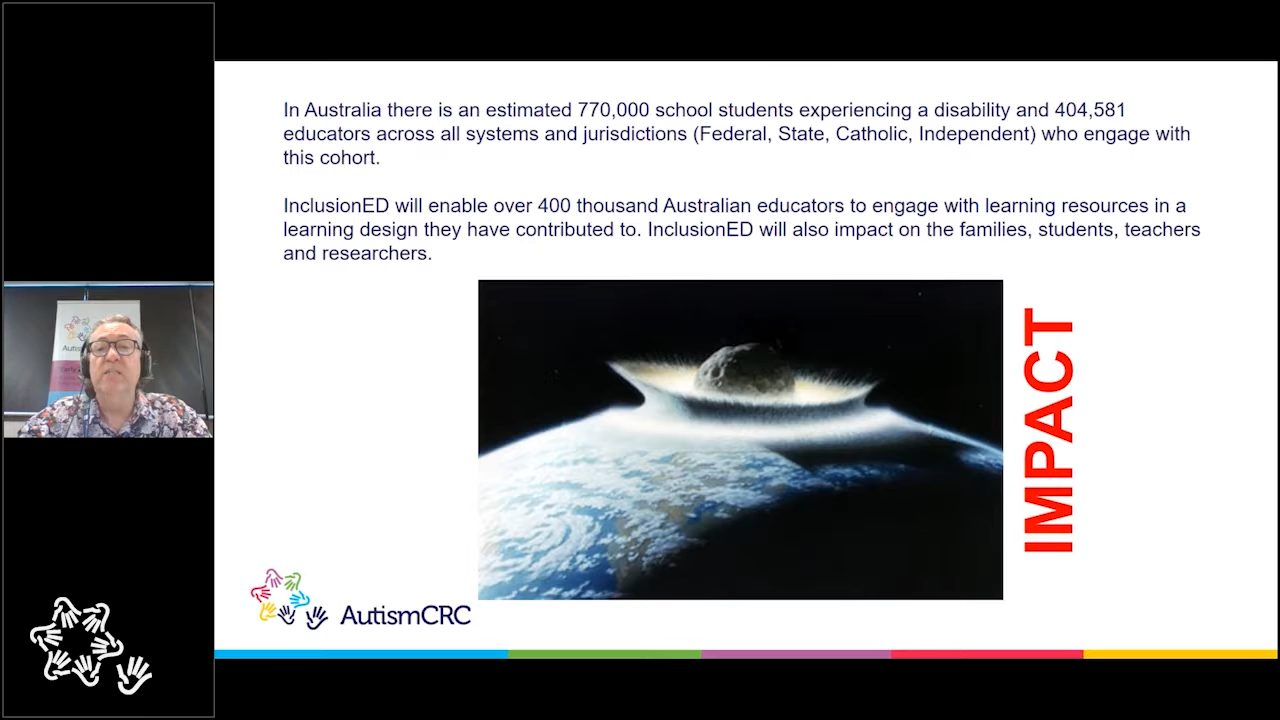 In Australia there is an estimated 770,000 school students experiencing a disability and 404,581
educators across all systems and jurisdictions (Federal, State, Catholic, Independent) who engage with
this cohort.
InclusionED will enable over 400 thousand Australian educators to engage with learning resources in a
learning design they have contributed to. InclusionED will also impact on the families, students, teachers
and researchers.
IMPACT
AutismCRC